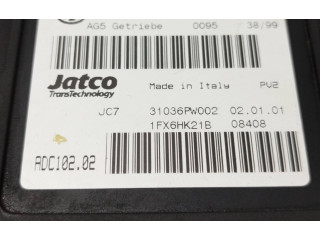 AG5 Getriebe 0095 38/99
Jatco
TransTechnology
Made in Italy PV2
JC7 31036PW002 02.01.01
1FX6HK21B 08408
ADC102.02